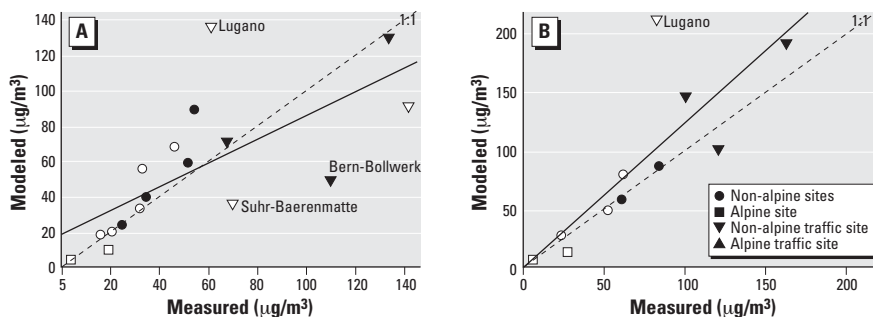 A
140
120
100
80
60
40
20
0
Modeled (µg/m³)
5
20
40
60
80
100
120
140
Measured (µg/m³)
Lugano
1:1
Bern-Bollwerk
Suhr-Baerenmatte
B
200
150
100
50
0
Modeled (µg/m³)
0
50
100
150
200
Measured (µg/m³)
Lugano
1:1
Non-alpine sites
Alpine site
Non-alpine traffic site
Alpine traffic site